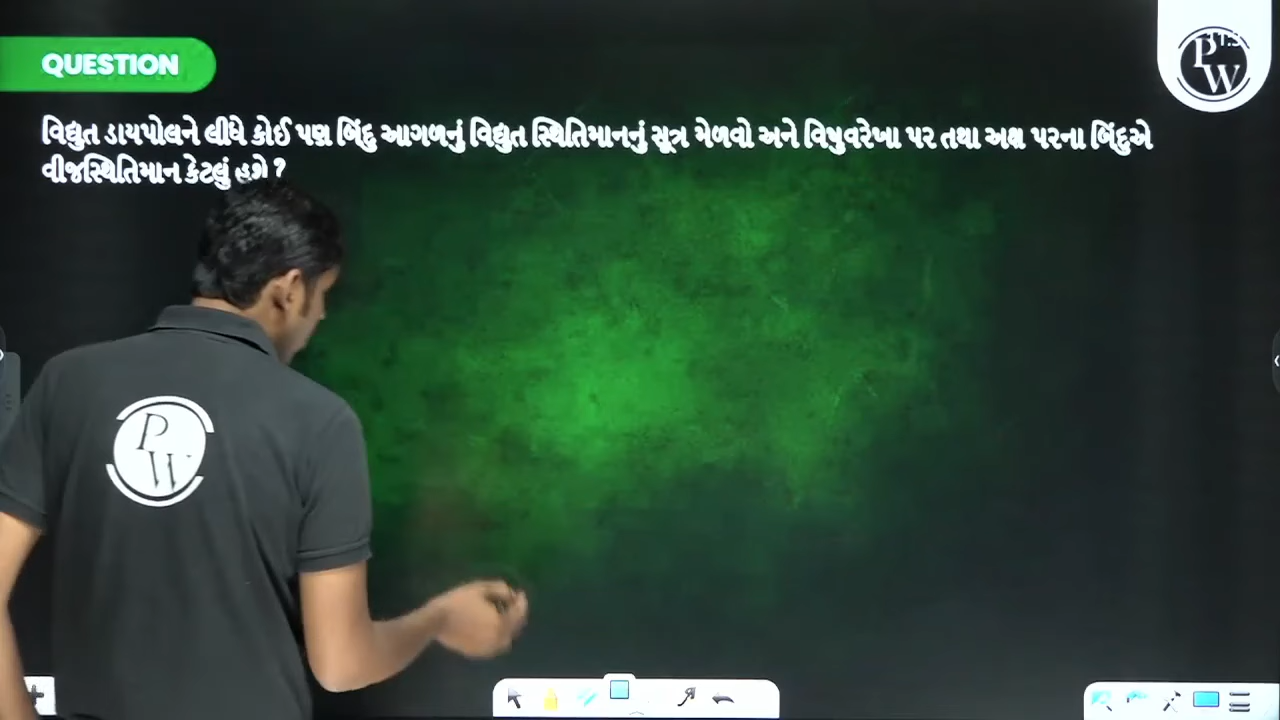 QUESTION
વિદ્યુત ડાયપોલને લીધે કોઈ પણ બિંદુ આગળનું વિદ્યુત સ્થિતિમાનનું સૂત્ર મેળવો અને વિષુવરેખા પર તથા અક્ષ પરના બિંદુએ
વીજસ્થિતિમાન કેટલું હશે ?
PW
PW